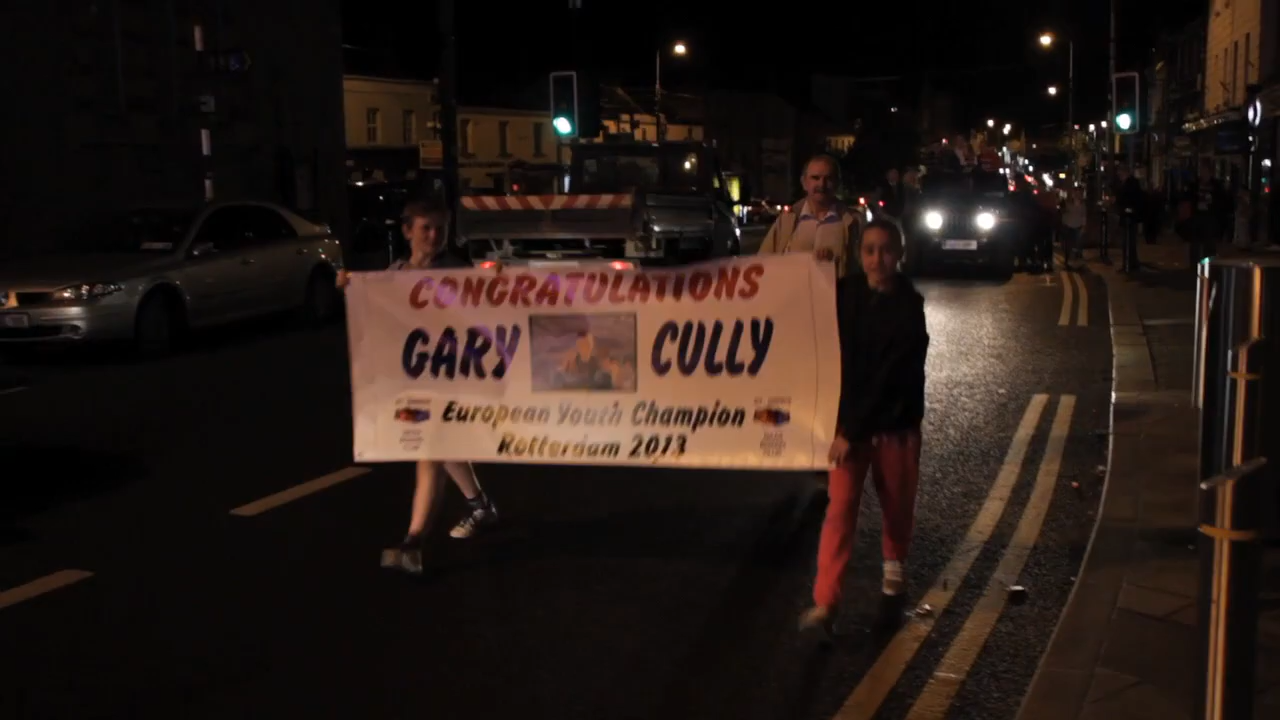 CONGRATULATIONS
GARY CULLY
European Youth Champion
Rotterdam 2013